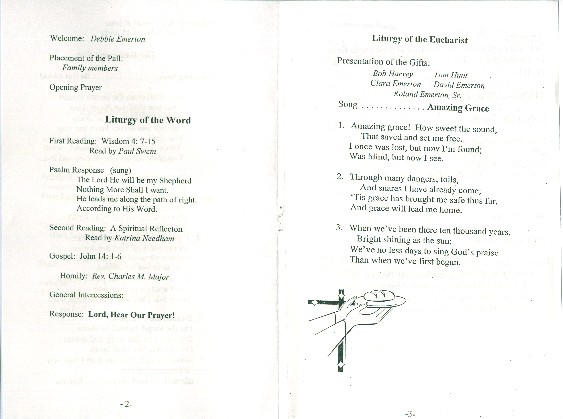 Welcome: Debbie Emerton
Placement of the Pall:
Family members
Opening Prayer
Liturgy of the Word
First Reading: Wisdom 4: 7-15
Read by Paul Swem
Psalm Response (sung)
The Lord He will be my Shepherd
Nothing More Shall I want.
He leads me along the path of right
According to His Word.
Second Reading: A Spiritual Reflecton
Read by Katrina Needham
Gospel: John 14: 1-6
Homily: Rev. Charles M. Major
General Intercessions:
Response: Lord, Hear Our Prayer!
-2-
Liturgy of the Eucharist
Presentation of the Gifts:
Bob Harvey Tom Hunt
Clara Emerton David Emerton
Roland Emerton, Sr.
Song .............. Amazing Grace
1. Amazing grace! How sweet the sound,
That saved and set me free.
I once was lost, but now I'm found;
Was blind, but now I see.
2. Through many dangers, toils,
And snares I have already come;
'Tis grace has brought me safe thus far,
And grace will lead me home.
3. When we've been there ten thousand years,
Bright shining as the sun;
We've no less days to sing God's praise
Than when we've first begun.
-3-